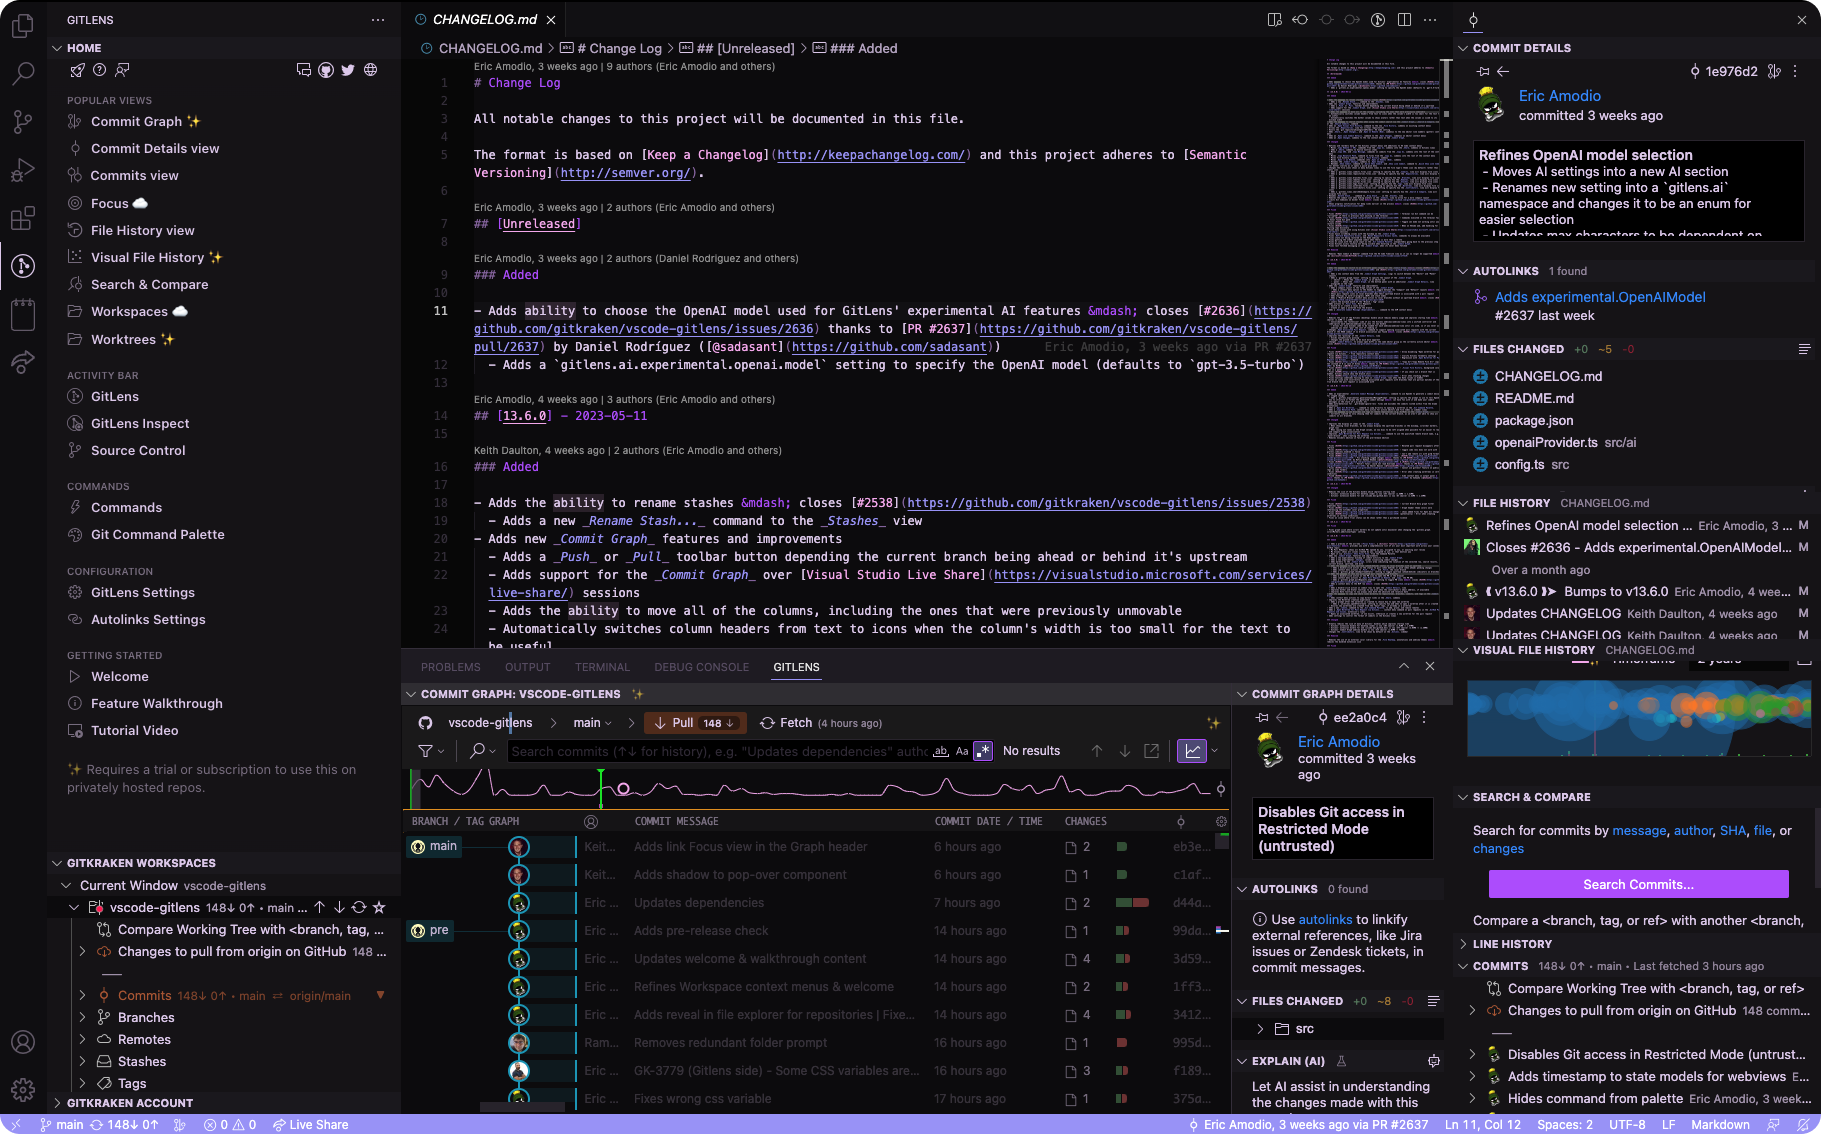 GITLENS
HOME
POPULAR VIEWS
Commit Graph ✨
Commit Details view
Commits view
Focus ☁️
File History view
Visual File History ✨
Search & Compare
Workspaces ☁️
Worktrees ✨
ACTIVITY BAR
GitLens
GitLens Inspect
Source Control
COMMANDS
Commands
Git Command Palette
CONFIGURATION
GitLens Settings
Autolinks Settings
GETTING STARTED
Welcome
Feature Walkthrough
Tutorial Video
✨ Requires a trial or subscription to use this on
privately hosted repos.
GITKRAKEN WORKSPACES
Current Window vscode-gitlens
vscode-gitlens 148↓ 0↑ • main ...
Compare Working Tree with <branch, tag, ...
Changes to pull from origin on GitHub 148 ...
Commits 148↓ 0↑ • main ⇄ origin/main
Branches
Remotes
Stashes
Tags
GITKRAKEN ACCOUNT
CHANGELOG.md
CHANGELOG.md > # Change Log > ## [Unreleased] > ### Added
Eric Amodio, 3 weeks ago | 9 authors (Eric Amodio and others)
1 # Change Log
2
3 All notable changes to this project will be documented in this file.
4
5 The format is based on [Keep a Changelog](http://keepachangelog.com/) and this project adheres to [Semantic
Versioning](http://semver.org/).
6
Eric Amodio, 3 weeks ago | 2 authors (Eric Amodio and others)
7 ## [Unreleased]
8
Eric Amodio, 3 weeks ago | 2 authors (Daniel Rodríguez and others)
9 ### Added
10
11 - Adds ability to choose the OpenAI model used for GitLens' experimental AI features &mdash; closes [#2636](https://
github.com/gitkraken/vscode-gitlens/issues/2636) thanks to [PR #2637](https://github.com/gitkraken/vscode-gitlens/
pull/2637) by Daniel Rodríguez ([@sadasant](https://github.com/sadasant)) Eric Amodio, 3 weeks ago via PR #2637
12 - Adds a `gitlens.ai.experimental.openai.model` setting to specify the OpenAI model (defaults to `gpt-3.5-turbo`)
13
Eric Amodio, 4 weeks ago | 3 authors (Eric Amodio and others)
14 ## [13.6.0] - 2023-05-11
15
Keith Daulton, 4 weeks ago | 2 authors (Eric Amodio and others)
16 ### Added
17
18 - Adds the ability to rename stashes &mdash; closes [#2538](https://github.com/gitkraken/vscode-gitlens/issues/2538)
19 - Adds a new _Rename Stash..._ command to the _Stashes_ view
20 - Adds new _Commit Graph_ features and improvements
21 - Adds a _Push_ or _Pull_ toolbar button depending the current branch being ahead or behind it's upstream
22 - Adds support for the _Commit Graph_ over [Visual Studio Live Share](https://visualstudio.microsoft.com/services/
live-share/) sessions
23 - Adds the ability to move all of the columns, including the ones that were previously unmovable
24 - Automatically switches column headers from text to icons when the column's width is too small for the text to
be useful
PROBLEMS OUTPUT TERMINAL DEBUG CONSOLE GITLENS
COMMIT GRAPH: VSCODE-GITLENS ✨
vscode-gitlens > main > Pull 148 ↓ Fetch (4 hours ago)
Search commits (↑↓ for history), e.g. "Updates dependencies" autho ab Aa .* No results
BRANCH / TAG GRAPH COMMIT MESSAGE COMMIT DATE / TIME CHANGES
main Keit... Adds link Focus view in the Graph header 6 hours ago 2 eb3e...
Keit... Adds shadow to pop-over component 6 hours ago 1 c1af...
Eric ... Updates dependencies 7 hours ago 2 d44a...
pre Eric ... Adds pre-release check 14 hours ago 1 99da...
Eric ... Updates welcome & walkthrough content 14 hours ago 4 3d59...
Eric ... Refines Workspace context menus & welcome 14 hours ago 2 1ff3...
Eric ... Adds reveal in file explorer for repositories | Fixe... 14 hours ago 4 3412...
Ram... Removes redundant folder prompt 16 hours ago 1 995d...
Eric ... GK-3779 (Gitlens side) - Some CSS variables are... 16 hours ago 3 f189...
Eric ... Fixes wrong css variable 17 hours ago 1 375a...
COMMIT GRAPH DETAILS
ee2a0c4
Eric Amodio
committed 3 weeks
ago
Disables Git access in
Restricted Mode
(untrusted)
AUTOLINKS 0 found
Use autolinks to linkify
external references, like Jira
issues or Zendesk tickets, in
commit messages.
FILES CHANGED +0 ~8 -0
src
EXPLAIN (AI)
Let AI assist in understanding
the changes made with this
COMMIT DETAILS
1e976d2
Eric Amodio
committed 3 weeks ago
Refines OpenAI model selection
- Moves AI settings into a new AI section
- Renames new setting into a `gitlens.ai`
namespace and changes it to be an enum for
easier selection
- Updates max characters to be dependent on
AUTOLINKS 1 found
Adds experimental.OpenAIModel
#2637 last week
FILES CHANGED +0 ~5 -0
CHANGELOG.md
README.md
package.json
openaiProvider.ts src/ai
config.ts src
FILE HISTORY CHANGELOG.md
Refines OpenAI model selection ... Eric Amodio, 3 ... M
Closes #2636 - Adds experimental.OpenAIModel... M
Over a month ago
v13.6.0 Bumps to v13.6.0 Eric Amodio, 4 wee... M
Updates CHANGELOG Keith Daulton, 4 weeks ago M
Updates CHANGELOG Keith Daulton, 4 weeks ago M
VISUAL FILE HISTORY CHANGELOG.md
Timeframe 2 years
SEARCH & COMPARE
Search for commits by message, author, SHA, file, or
changes
Search Commits...
Compare a <branch, tag, or ref> with another <branch,
LINE HISTORY
COMMITS 148↓ 0↑ • main • Last fetched 3 hours ago
Compare Working Tree with <branch, tag, or ref>
Changes to pull from origin on GitHub 148 comm...
Disables Git access in Restricted Mode (untrust...
Adds timestamp to state models for webviews E...
Hides command from palette Eric Amodio, 3 week...
main 148↓ 0↑ 0 0 Live Share
Eric Amodio, 3 weeks ago via PR #2637 Ln 11, Col 12 Spaces: 2 UTF-8 LF Markdown